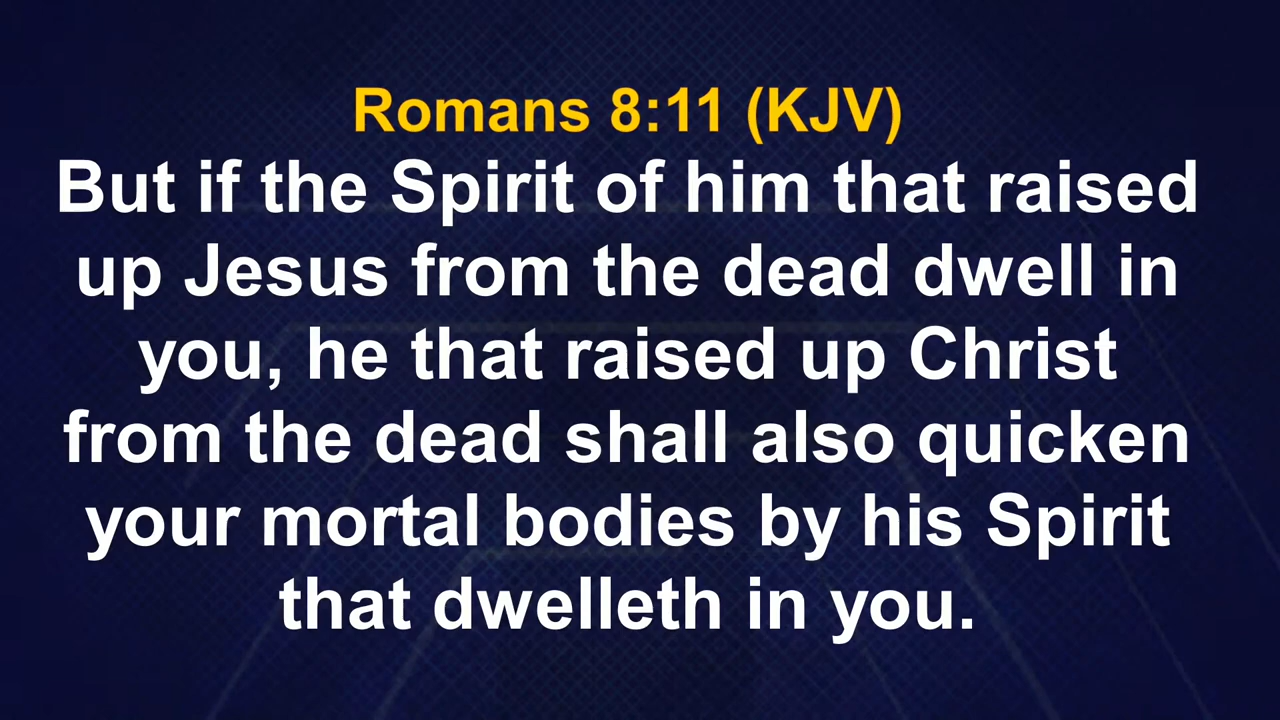 Romans 8:11 (KJV)
But if the Spirit of him that raised
up Jesus from the dead dwell in
you, he that raised up Christ
from the dead shall also quicken
your mortal bodies by his Spirit
that dwelleth in you.